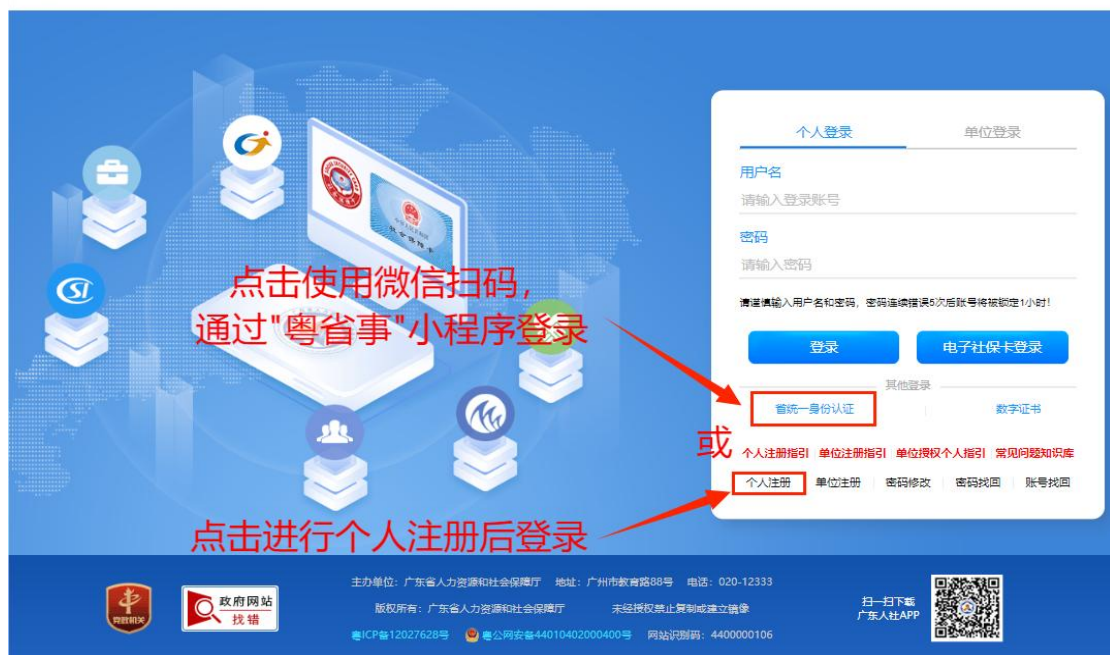 个人登录
单位登录
用户名
请输入登录账号
密码
请输入密码
请谨慎输入用户名和密码，密码连续错误5次后账号将被锁定1小时！
登录
电子社保卡登录
其他登录
省统一身份认证
数字证书
个人注册指引 单位注册指引 单位授权个人指引 常见问题知识库
个人注册 单位注册 密码修改 密码找回 账号找回
点击使用微信扫码，
通过"粤省事"小程序登录
或
点击进行个人注册后登录
社会保障卡
党政机关
政府网站
找错
主办单位：广东省人力资源和社会保障厅 地址：广州市教育路88号 电话：020-12333
版权所有：广东省人力资源和社会保障厅 未经授权禁止复制或建立镜像
粤ICP备12027628号 粤公网安备44010402000400号 网站识别码：4400000106
扫一扫下载
广东人社APP